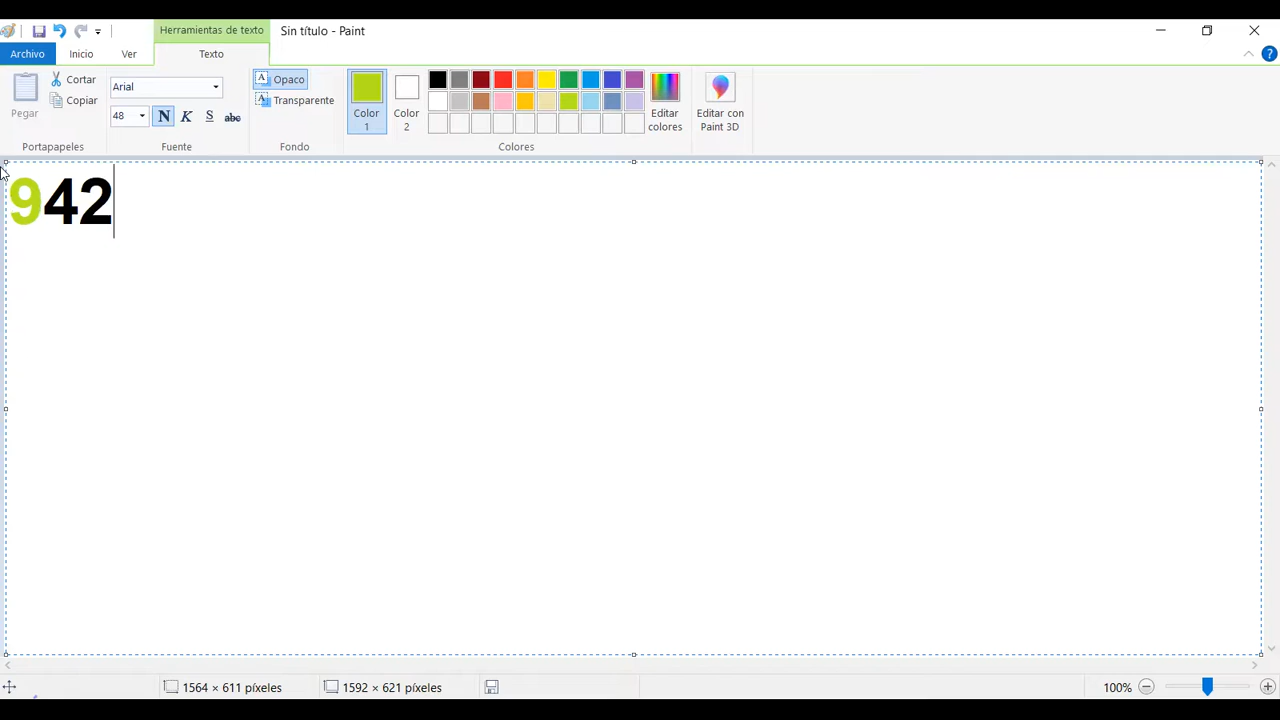 Herramientas de texto Sin título - Paint
Archivo Inicio Ver Texto
Pegar Cortar Copiar
Portapapeles
Arial
48 N K S abc
Fuente
Opaco
Transparente
Fondo
Color 1
Color 2
Editar colores
Colores
Editar con Paint 3D
942
1564 × 611 píxeles 1592 × 621 píxeles 100%